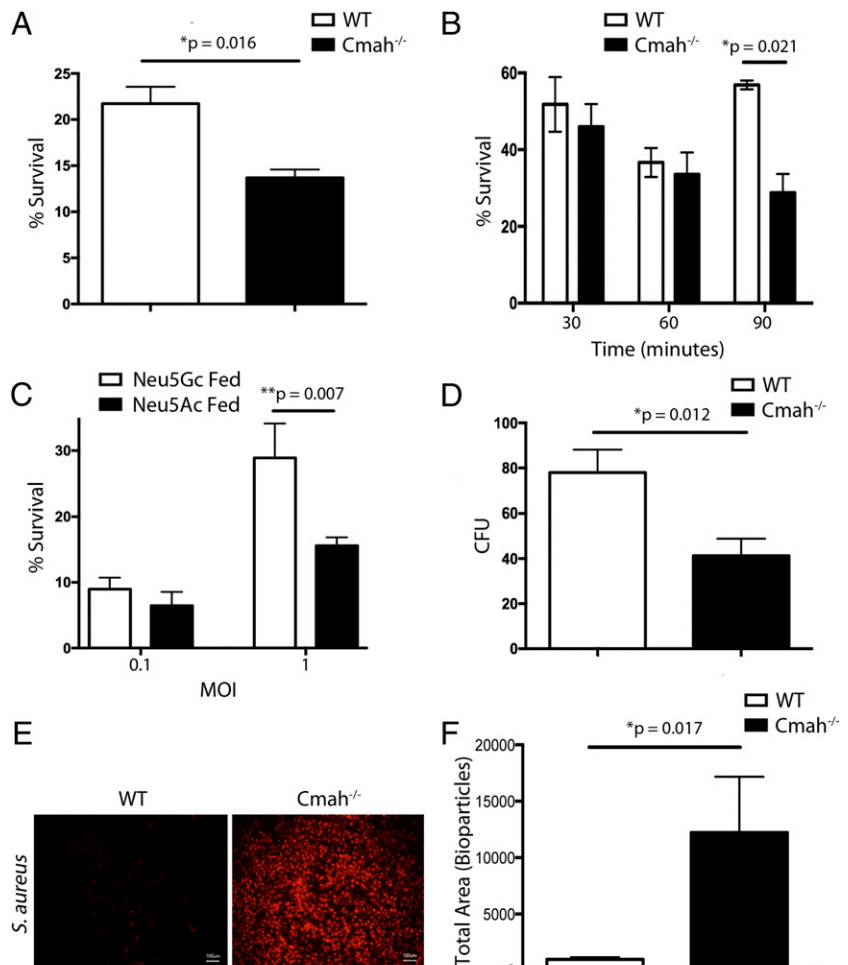 A
WT
Cmah-/-
*p = 0.016
% Survival
25
20
15
10
5
0
B
WT
Cmah-/-
*p = 0.021
% Survival
60
40
20
0
30
60
90
Time (minutes)
C
Neu5Gc Fed
Neu5Ac Fed
**p = 0.007
% Survival
30
20
10
0
0.1
1
MOI
D
WT
Cmah-/-
*p = 0.012
CFU
100
80
60
40
20
0
E
WT
Cmah-/-
S. aureus
100um
100um
F
WT
Cmah-/-
*p = 0.017
Total Area (Bioparticles)
20000
15000
10000
5000